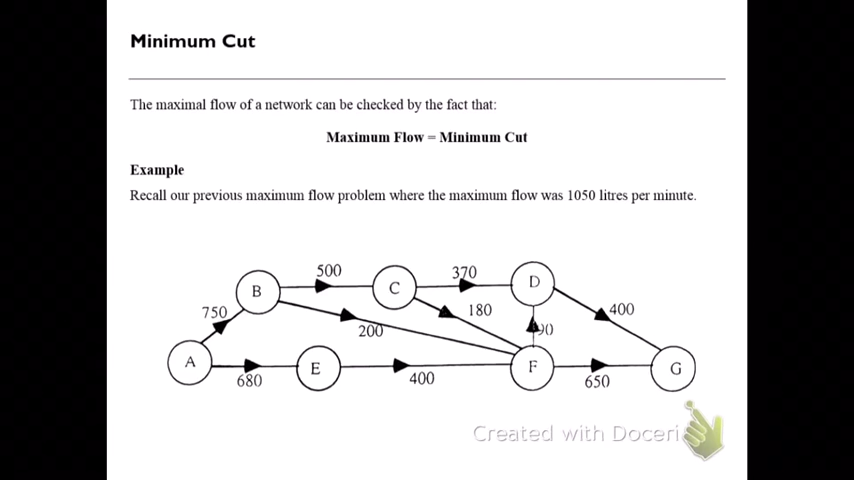 Minimum Cut
The maximal flow of a network can be checked by the fact that:
Maximum Flow = Minimum Cut
Example
Recall our previous maximum flow problem where the maximum flow was 1050 litres per minute.
500
370
B
C
D
750
180
400
200
A
E
F
G
680
400
650
Created with Doceri